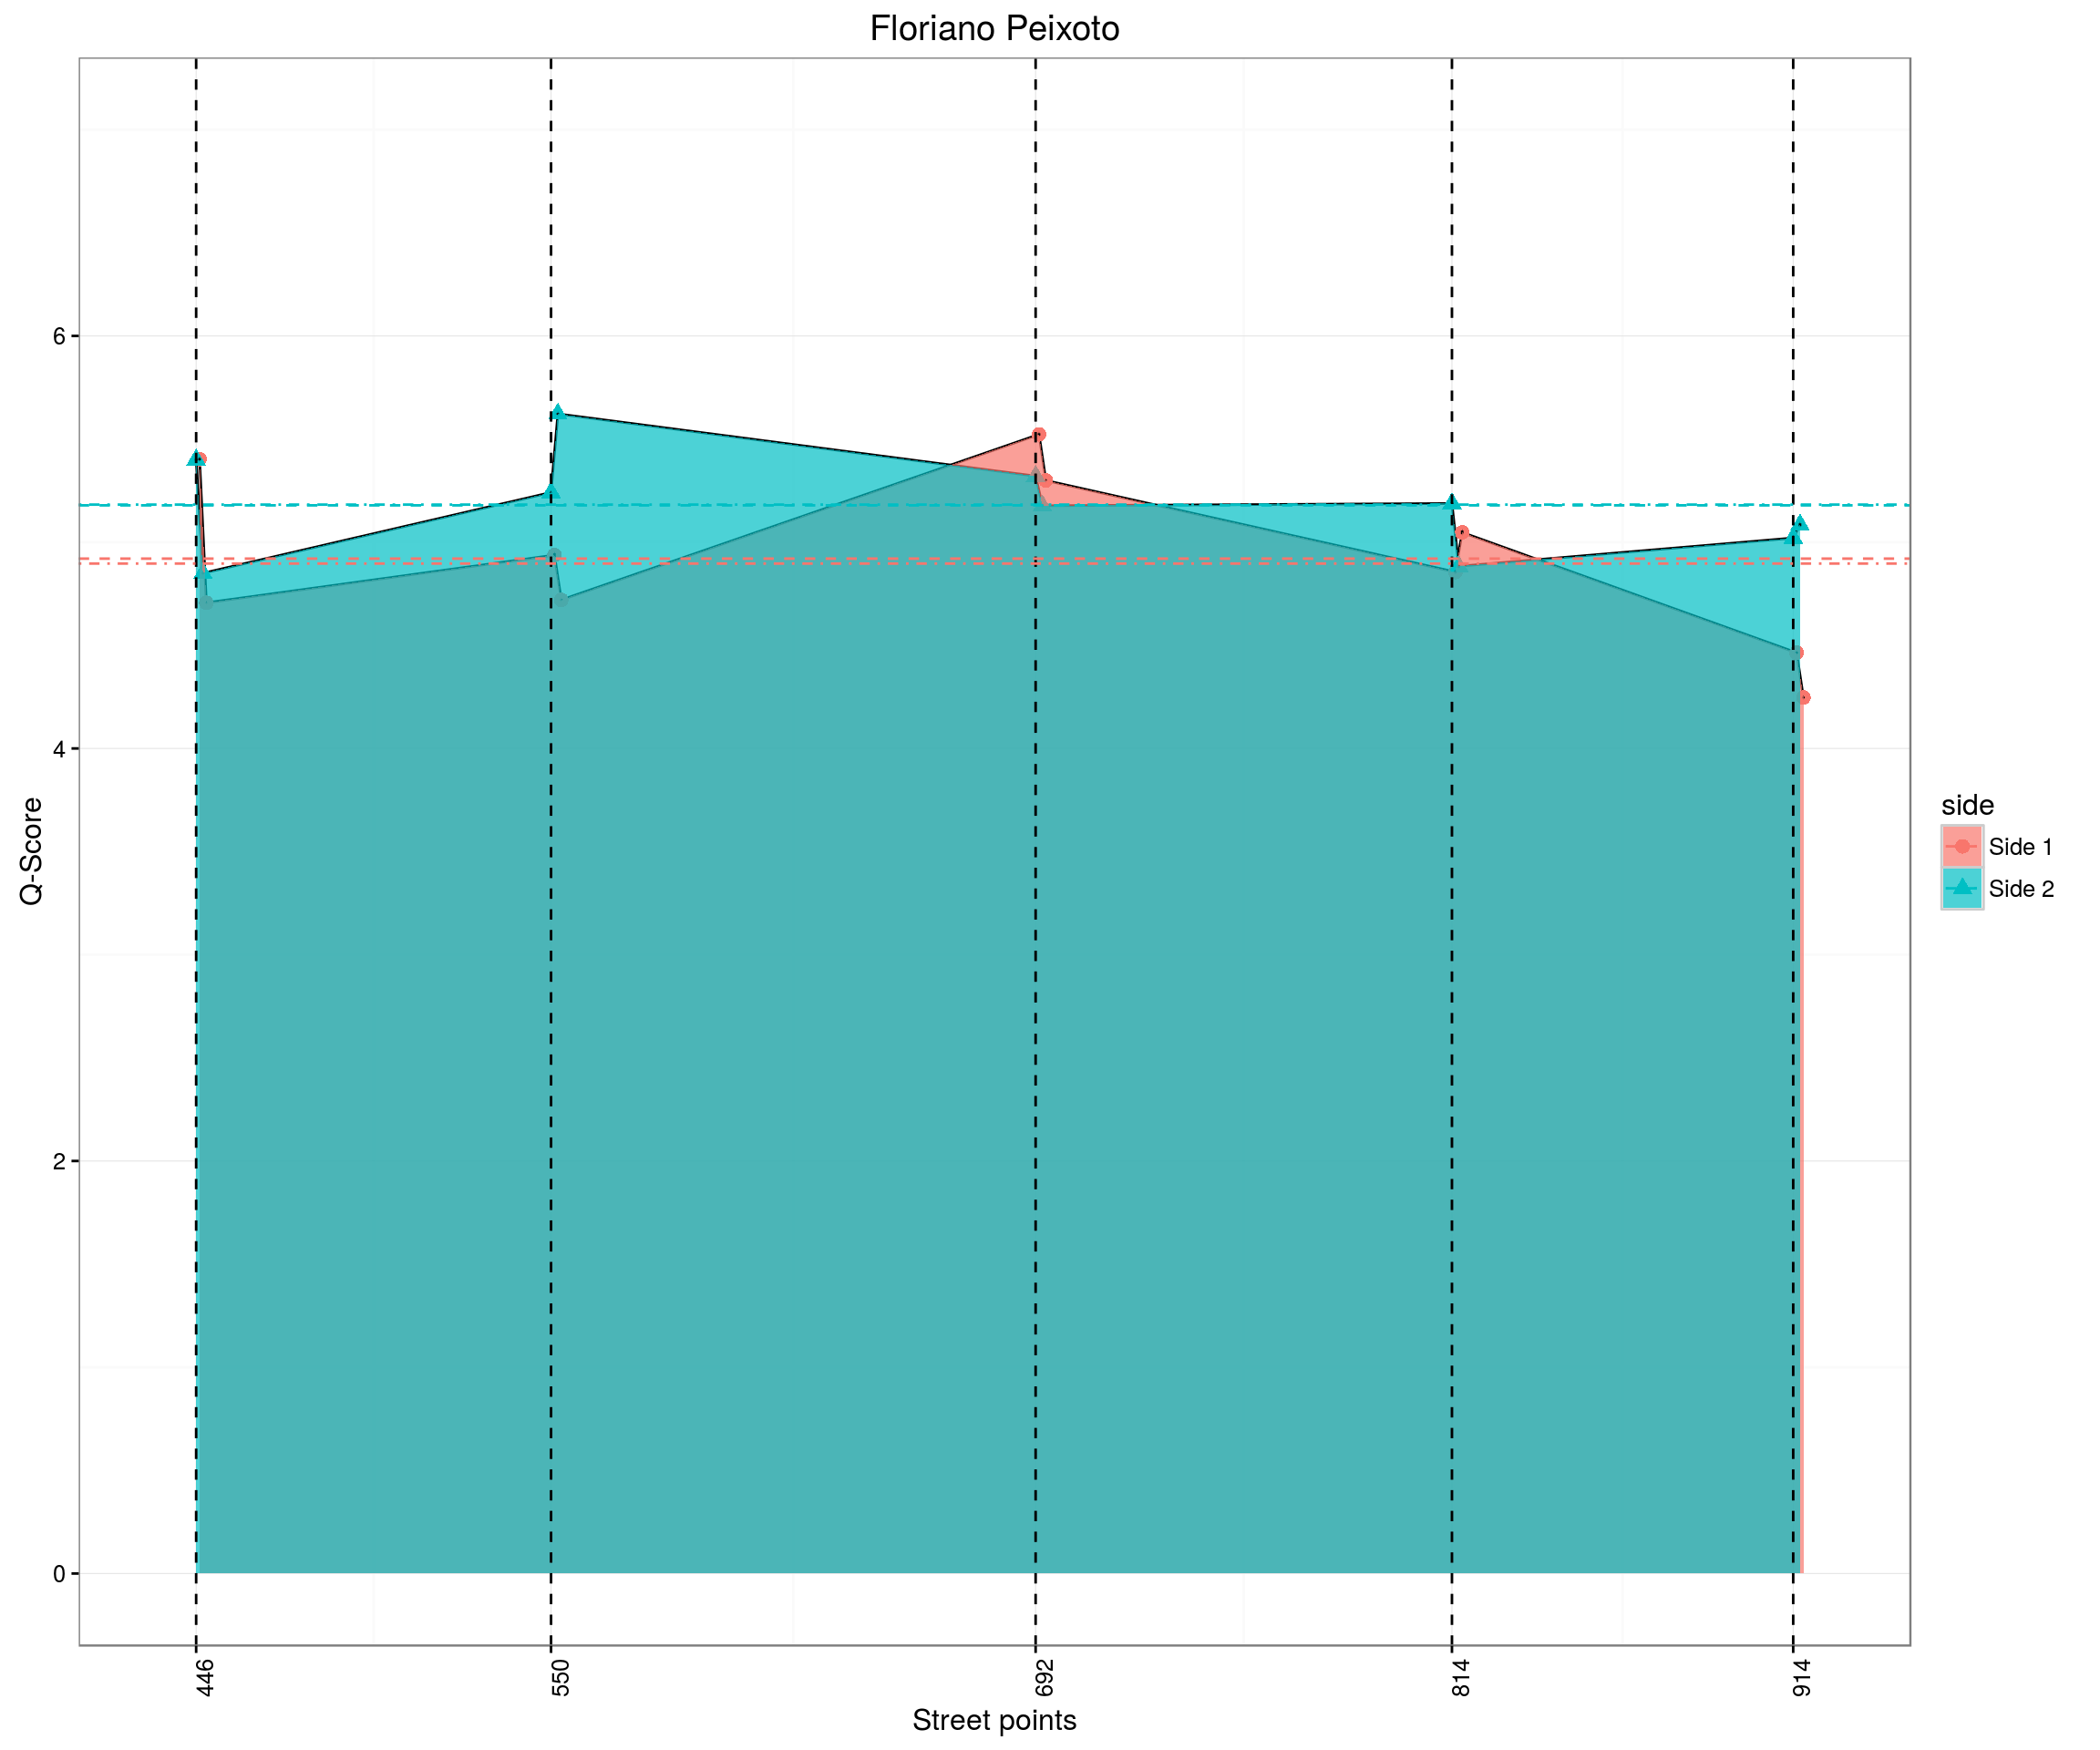 Floriano Peixoto
6
4
2
0
Q-Score
446
550
692
814
914
Street points
side
Side 1
Side 2